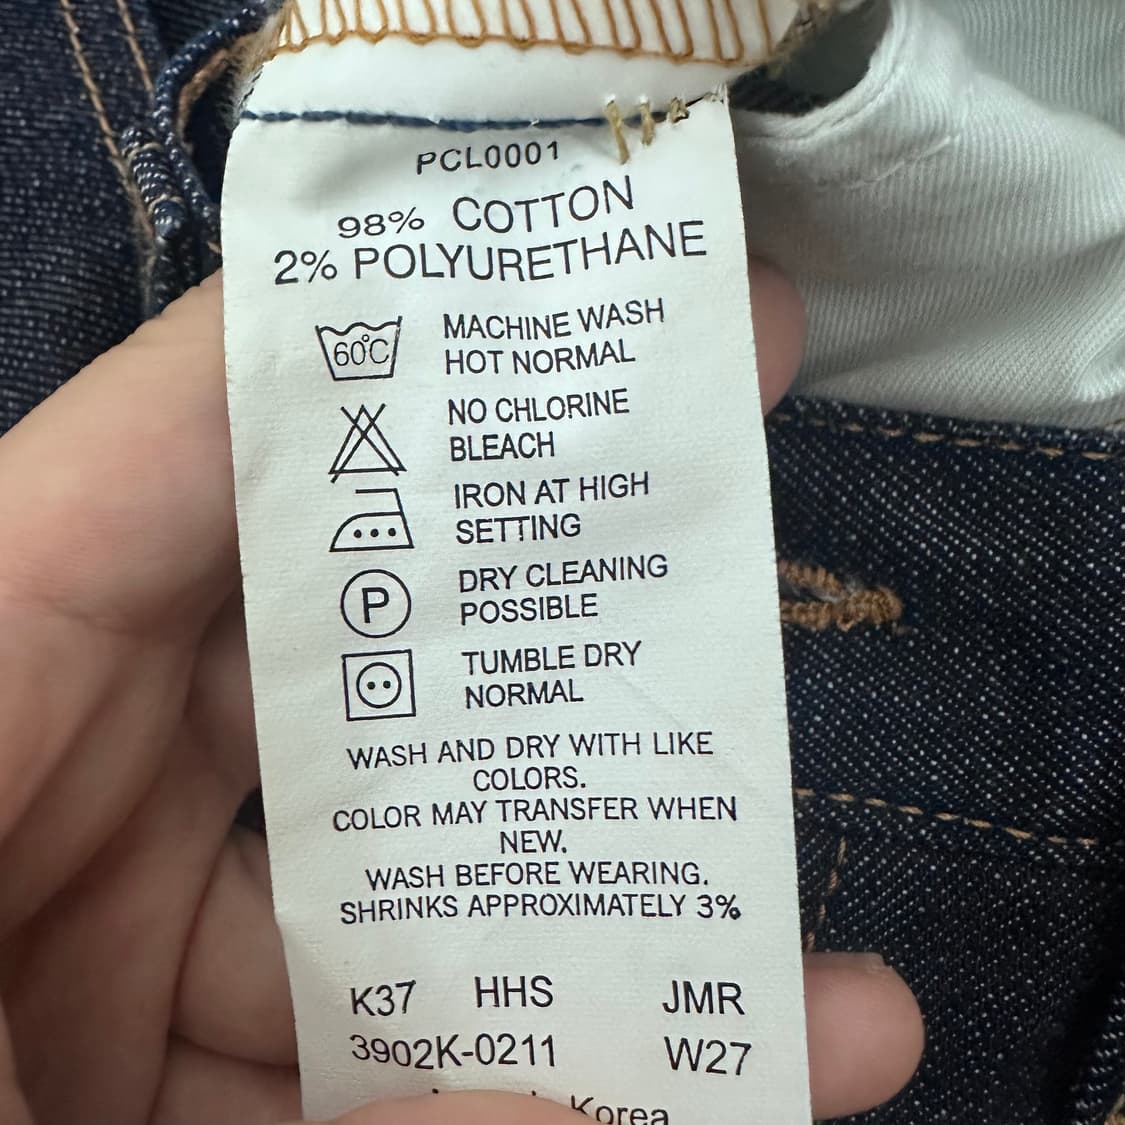 PCL0001
98% COTTON
2% POLYURETHANE
60°C
MACHINE WASH
HOT NORMAL
NO CHLORINE
BLEACH
IRON AT HIGH
SETTING
P
DRY CLEANING
POSSIBLE
TUMBLE DRY
NORMAL
WASH AND DRY WITH LIKE
COLORS.
COLOR MAY TRANSFER WHEN
NEW.
WASH BEFORE WEARING.
SHRINKS APPROXIMATELY 3%
K37 HHS JMR
3902K-0211 W27
Korea